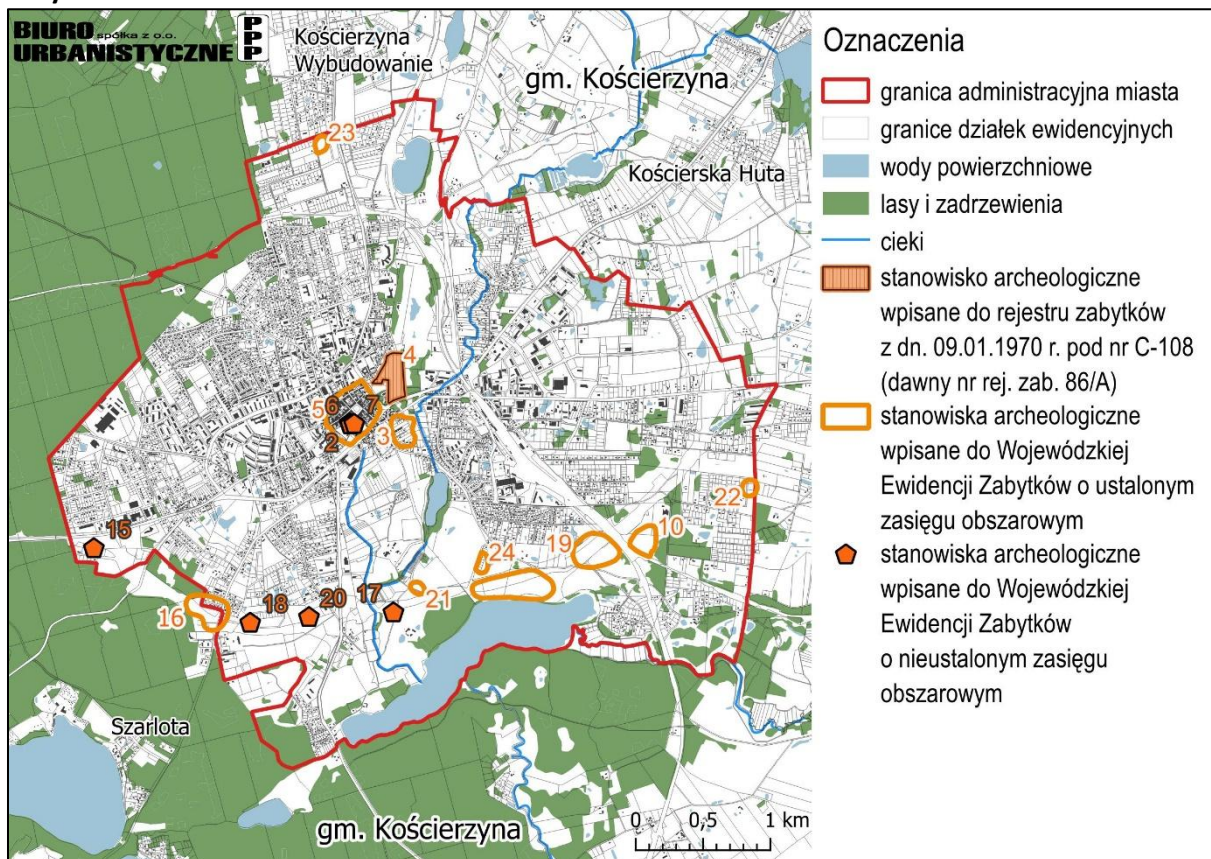 BIURO spółka z o.o.
URBANISTYCZNE
P
P
P
Kościerzyna
Wybudowanie
gm. Kościerzyna
23
Kościerska Huta
4
5
6
7
2
3
22
15
10
19
24
21
16
18
20
17
Szarlota
gm. Kościerzyna
0 0,5 1 km
Oznaczenia
granica administracyjna miasta
granice działek ewidencyjnych
wody powierzchniowe
lasy i zadrzewienia
cieki
stanowisko archeologiczne
wpisane do rejestru zabytków
z dn. 09.01.1970 r. pod nr C-108
(dawny nr rej. zab. 86/A)
stanowiska archeologiczne
wpisane do Wojewódzkiej
Ewidencji Zabytków o ustalonym
zasięgu obszarowym
stanowiska archeologiczne
wpisane do Wojewódzkiej
Ewidencji Zabytków
o nieustalonym zasięgu
obszarowym